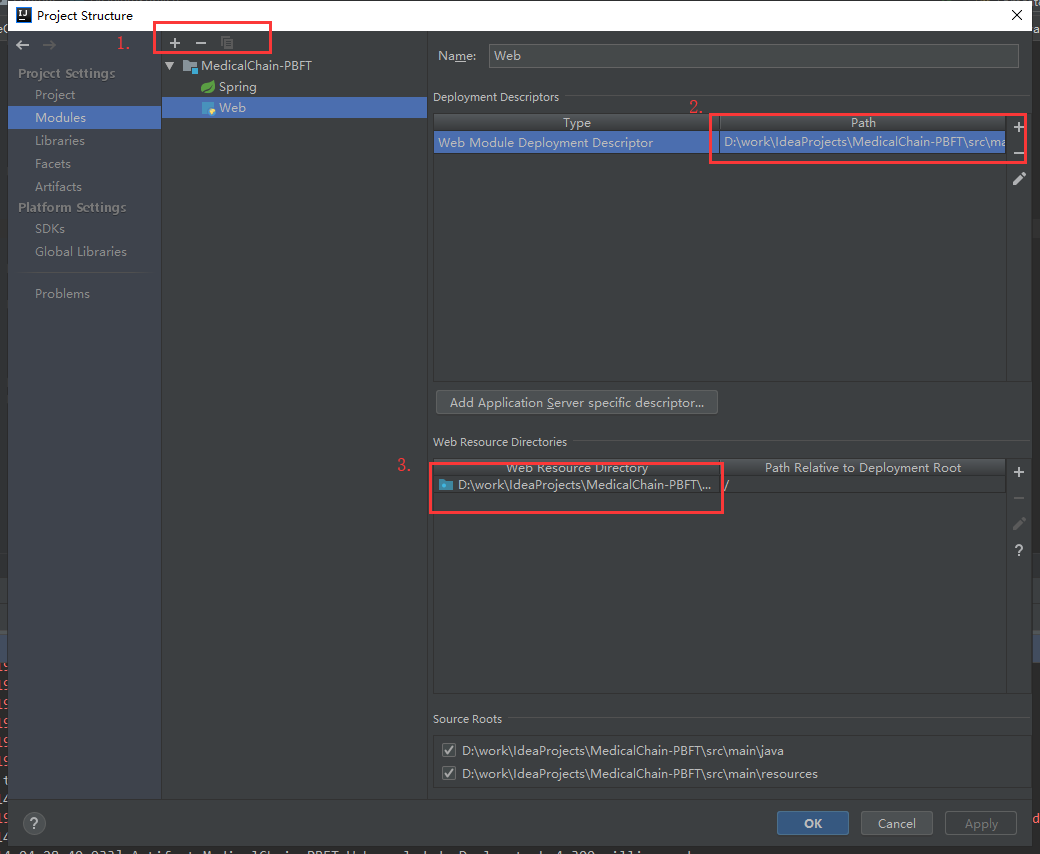 Project Structure
1.
Project Settings
Project
Modules
Libraries
Facets
Artifacts
Platform Settings
SDKs
Global Libraries
Problems
MedicalChain-PBFT
Spring
Web
Name: Web
Deployment Descriptors
2.
Type Path
Web Module Deployment Descriptor D:\work\IdeaProjects\MedicalChain-PBFT\src\ma
Add Application Server specific descriptor...
Web Resource Directories
3.
Web Resource Directory Path Relative to Deployment Root
D:\work\IdeaProjects\MedicalChain-PBFT\... /
?
Source Roots
D:\work\IdeaProjects\MedicalChain-PBFT\src\main\java
D:\work\IdeaProjects\MedicalChain-PBFT\src\main\resources
? OK Cancel Apply